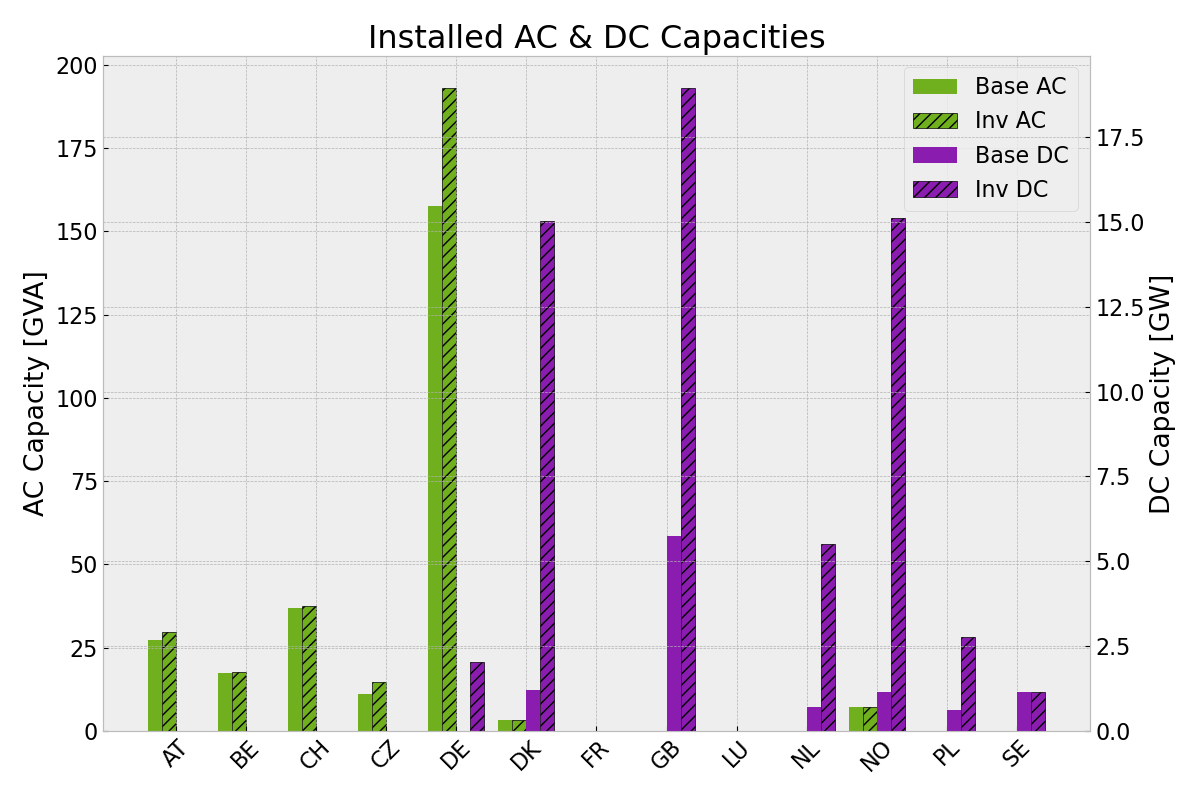 Installed AC & DC Capacities
AC Capacity [GVA]
200
175
150
125
100
75
50
25
0
Base AC
Inv AC
Base DC
Inv DC
17.5
15.0
12.5
10.0
7.5
5.0
2.5
0.0
DC Capacity [GW]
AT BE CH CZ DE DK FR GB LU NL NO PL SE